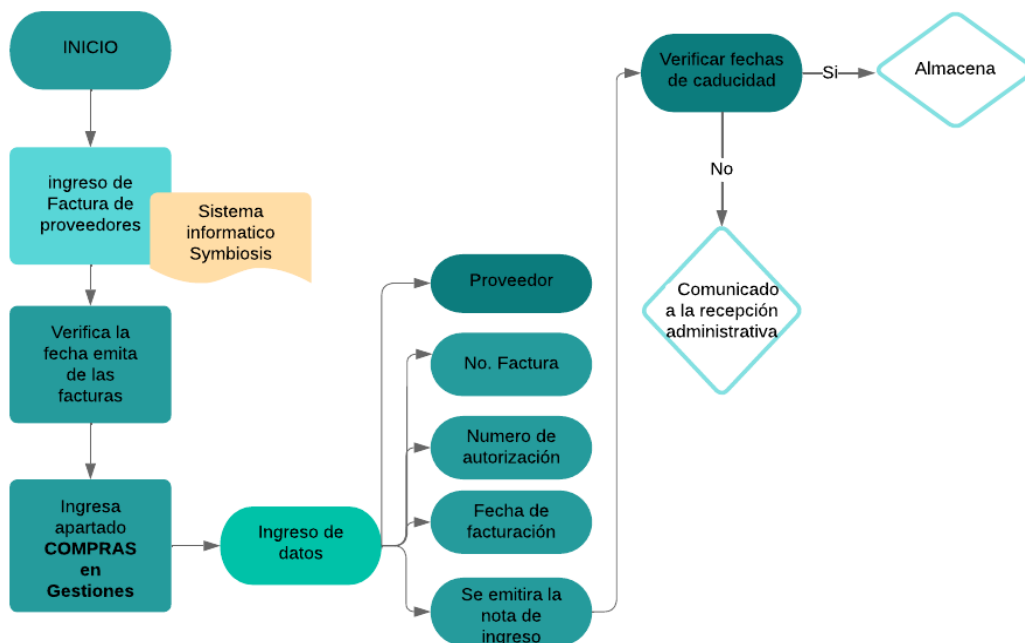 INICIO
ingreso de
Factura de
proveedores
Sistema
informatico
Symbiosis
Verifica la
fecha emita
de las
facturas
Ingresa
apartado
COMPRAS
en
Gestiones
Ingreso de
datos
Proveedor
No. Factura
Numero de
autorización
Fecha de
facturación
Se emitira la
nota de
ingreso
Verificar fechas
de caducidad
Si
Almacena
No
Comunicado
a la recepción
administrativa